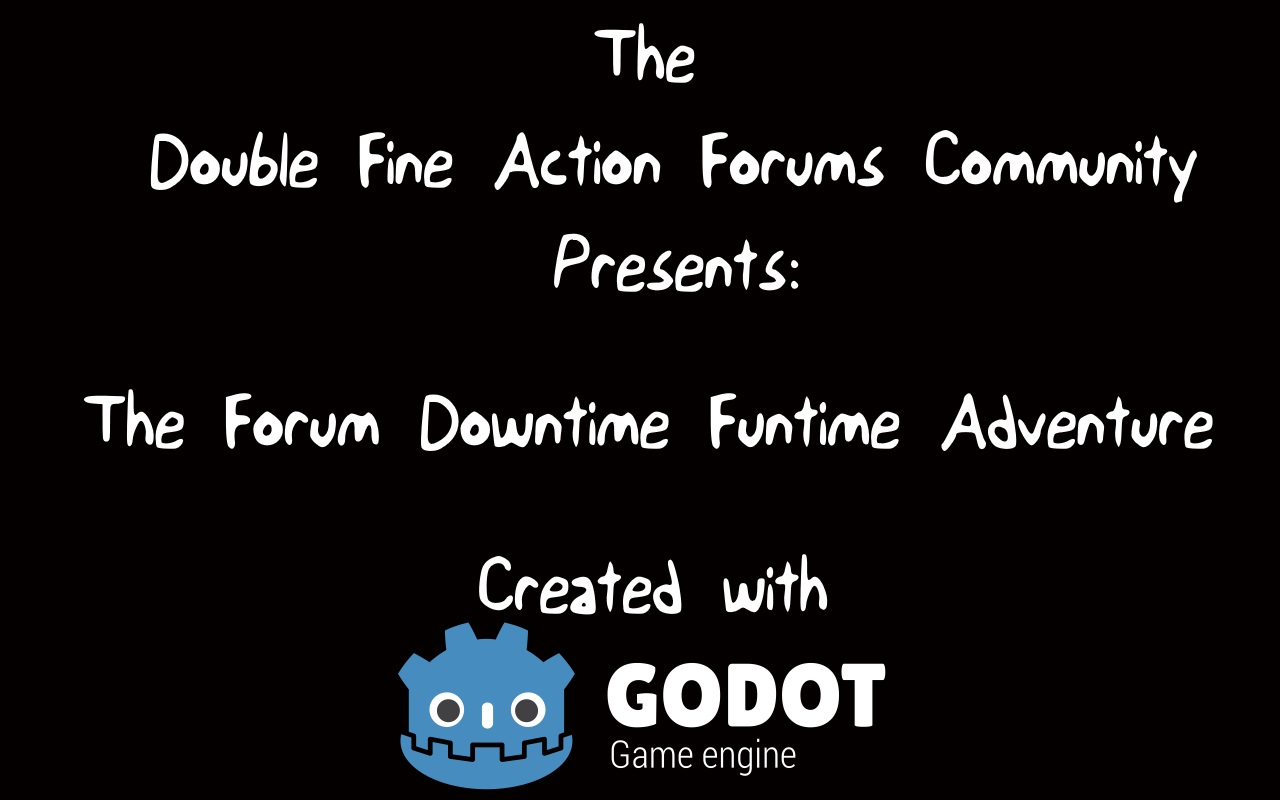 The
Double Fine Action Forums Community
Presents:
The Forum Downtime Funtime Adventure
Created with
GODOT
Game engine